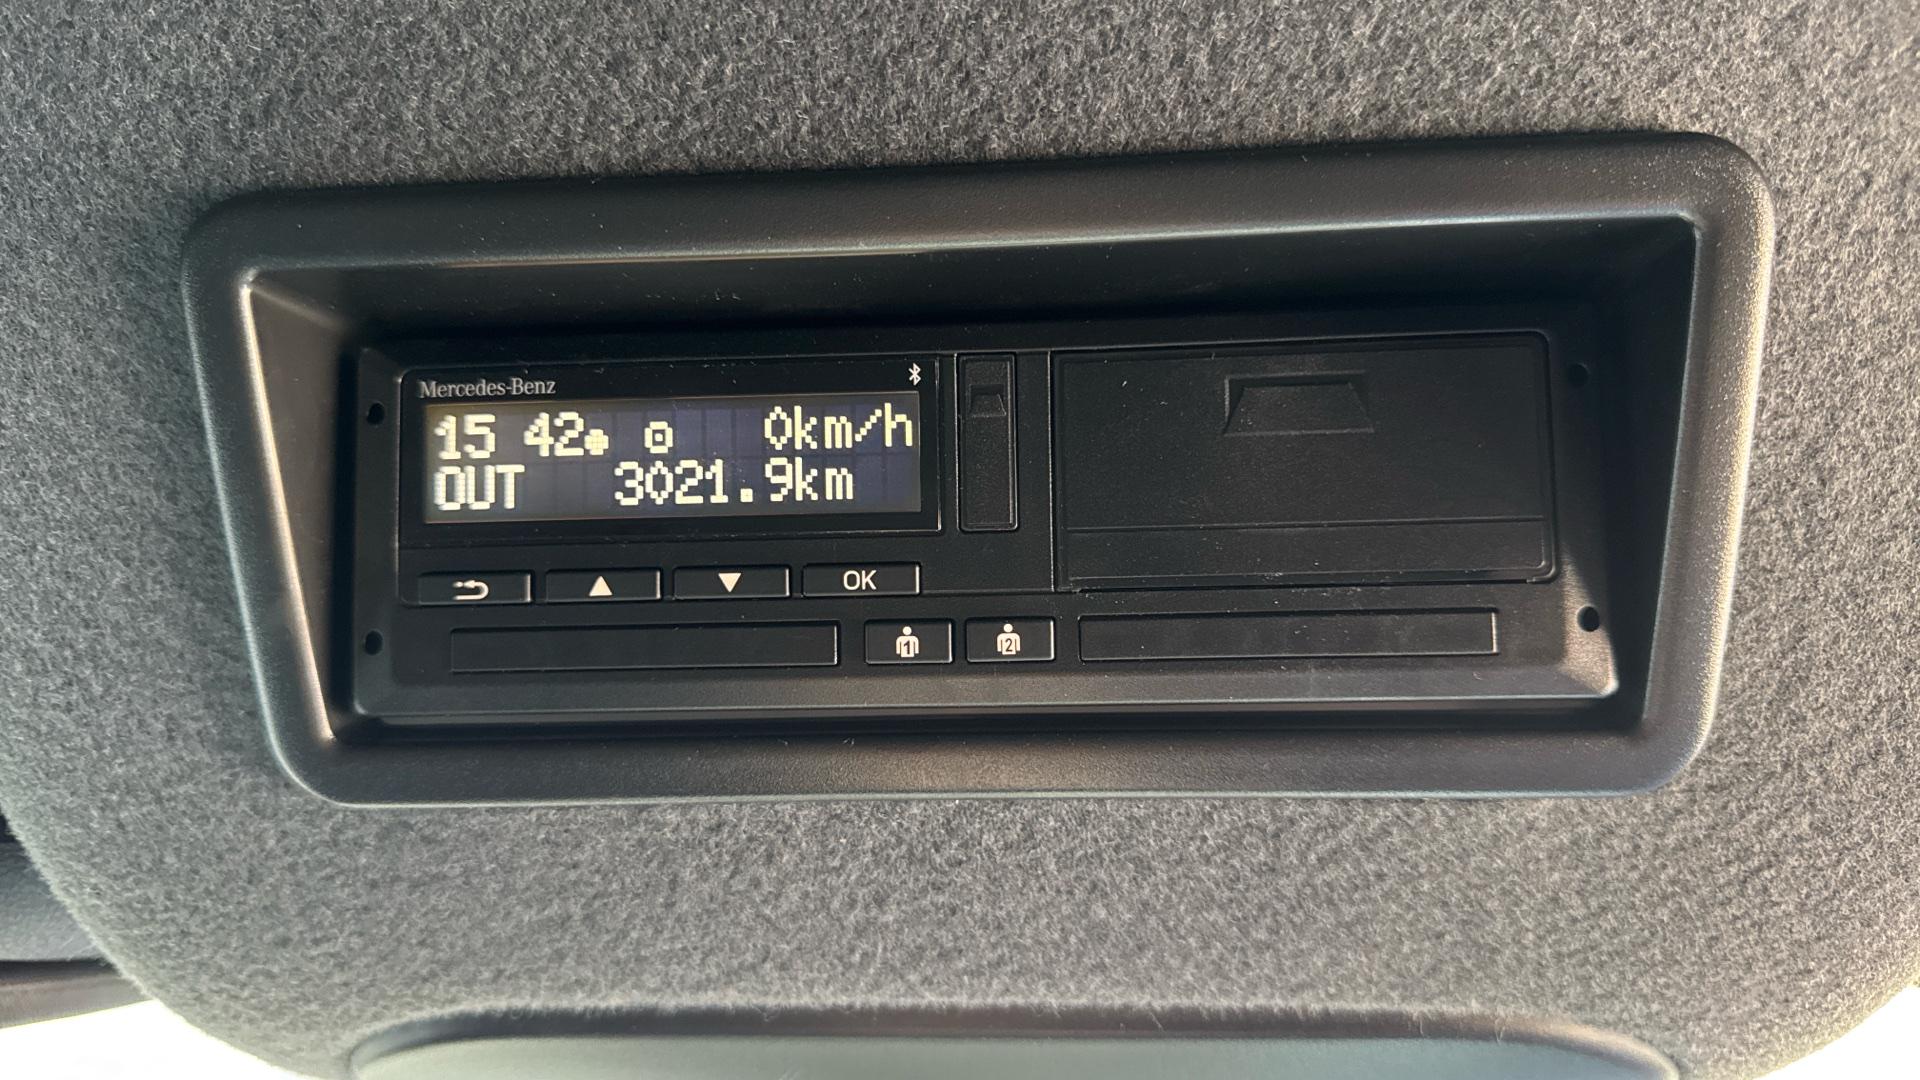 Mercedes-Benz
15 42 0km/h
OUT 3021.9km
OK
1 2